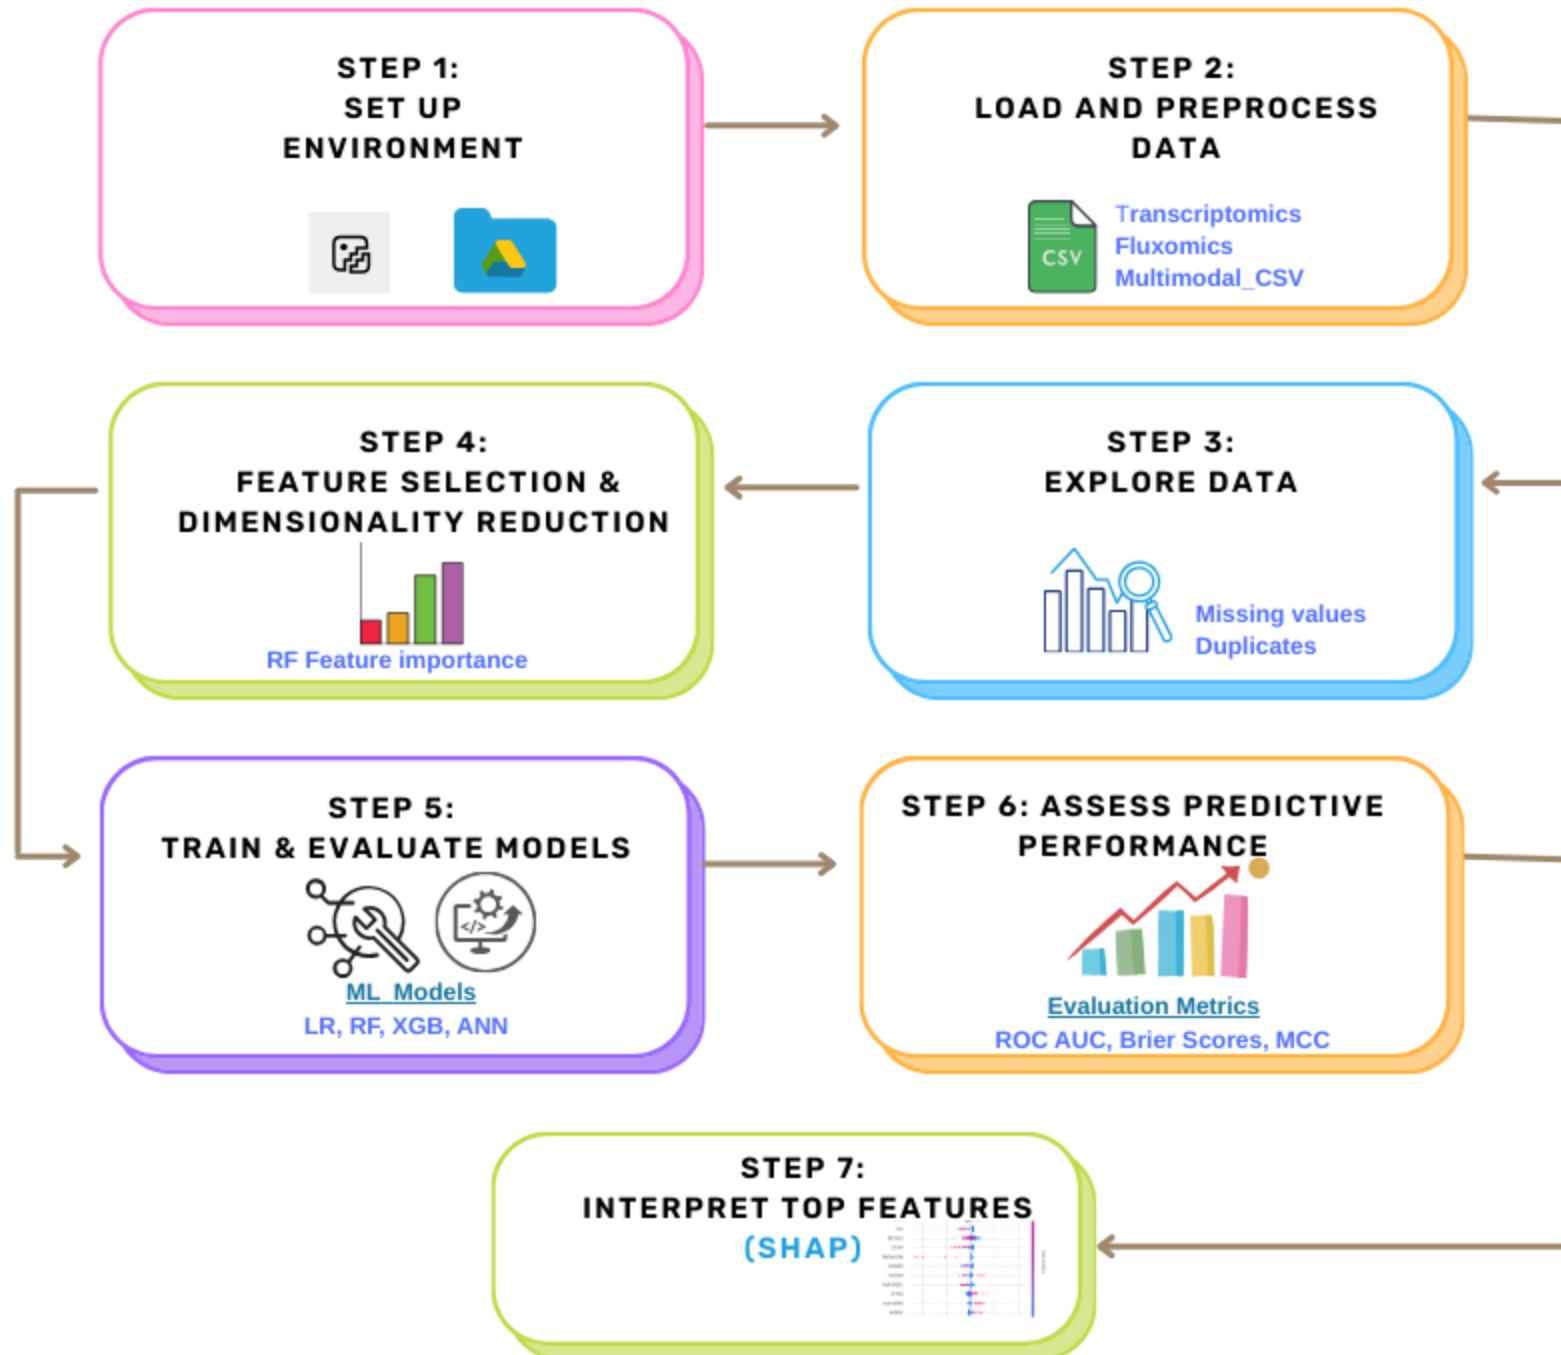 STEP 1:
SET UP
ENVIRONMENT
STEP 2:
LOAD AND PREPROCESS
DATA
CSV
Transcriptomics
Fluxomics
Multimodal_CSV
STEP 3:
EXPLORE DATA
Missing values
Duplicates
STEP 4:
FEATURE SELECTION &
DIMENSIONALITY REDUCTION
RF Feature importance
STEP 5:
TRAIN & EVALUATE MODELS
</>
ML Models
LR, RF, XGB, ANN
STEP 6: ASSESS PREDICTIVE
PERFORMANCE
Evaluation Metrics
ROC AUC, Brier Scores, MCC
STEP 7:
INTERPRET TOP FEATURES
(SHAP)